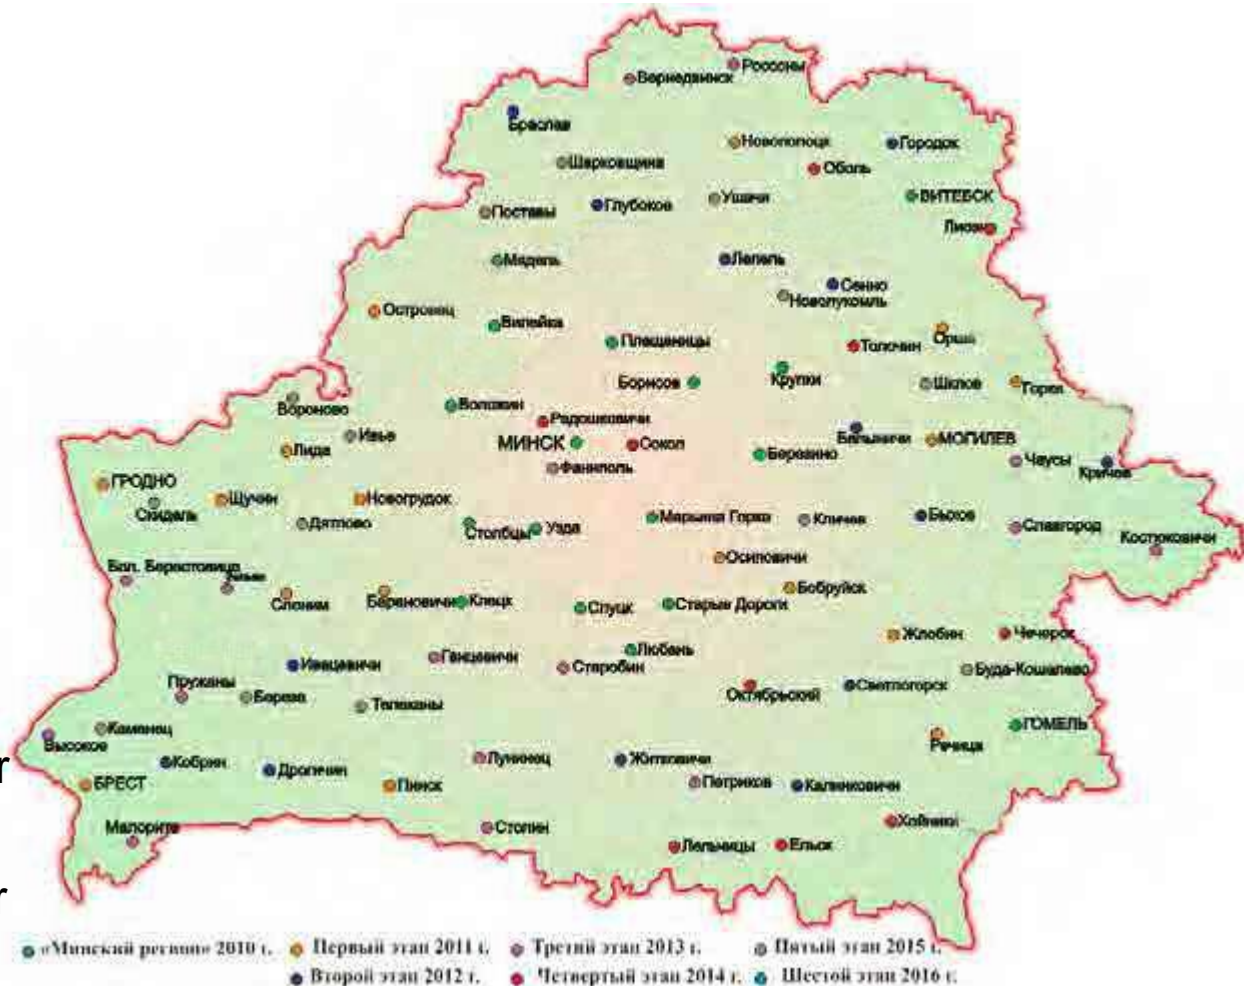 Россоны
Верхедвинск
Браслав
Новополоцк
Городок
Шарковщина
Оболь
Ушачи
ВИТЕБСК
Глубокое
Поставы
Лиозн
Мядель
Лепель
Сенно
Новолукомль
Островец
Вилейка
Орша
Плещеницы
Толочин
Борисов
Крупки
Шклов
Горки
Вороново
Воложин
Радошковичи
Ивье
Белыничи
МОГИЛЕВ
МИНСК
Сокол
Лида
Березино
Чаусы
Фаниполь
Кричев
ГРОДНО
Щучин
Новогрудок
Скидель
Дятлово
Марьина Горка
Кличев
Быхов
Столбцы
Узда
Славгород
Костюковичи
Осиповичи
Бол. Берестовица
Бобруйск
Слоним
Барановичи
Клецк
Слуцк
Старые Дороги
Жлобин
Чечерск
Любань
Ганцевичи
Ивацевичи
Старобин
Буда-Кошелево
Пружаны
Светлогорск
Октябрьский
Береза
Телеханы
Каменец
ГОМЕЛЬ
Высокое
Речица
Кобрин
Лунинец
Житковичи
r
Дрогичин
БРЕСТ
Пинск
Петриков
Калинковичи
Малорита
Столин
Хойники
Лельчицы
Ельск
r
«Минский регион» 2010 г.
Первый этап 2011 г.
Третий этап 2013 г.
Пятый этап 2015 г.
Второй этап 2012 г.
Четвертый этап 2014 г.
Шестой этап 2016 г.